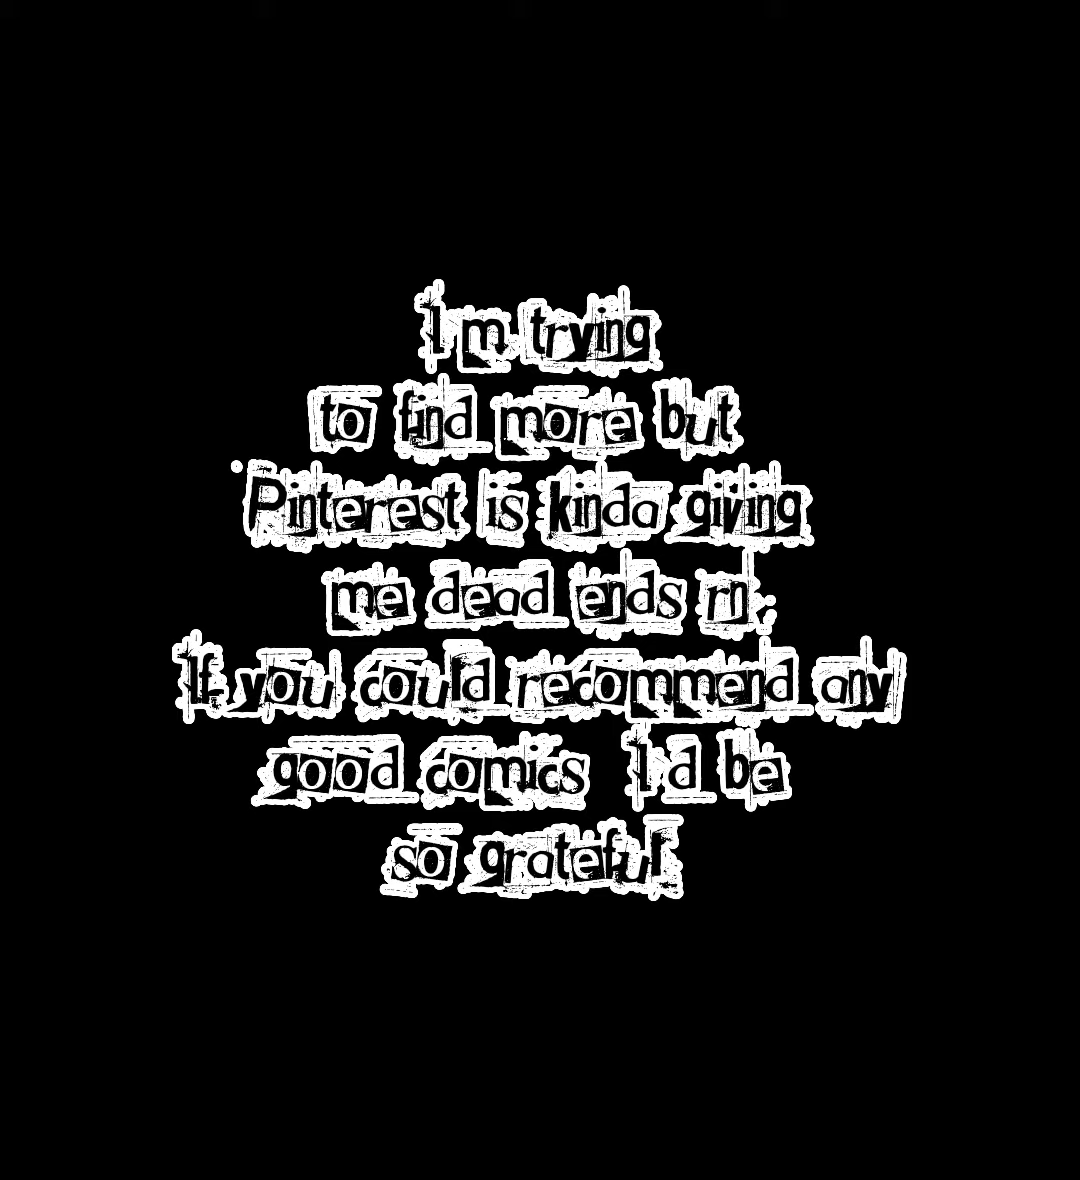 I m trying
to find more but
Pinterest is kinda giving
me dead ends rn.
If you could recommend any
good comics I d be
so grateful